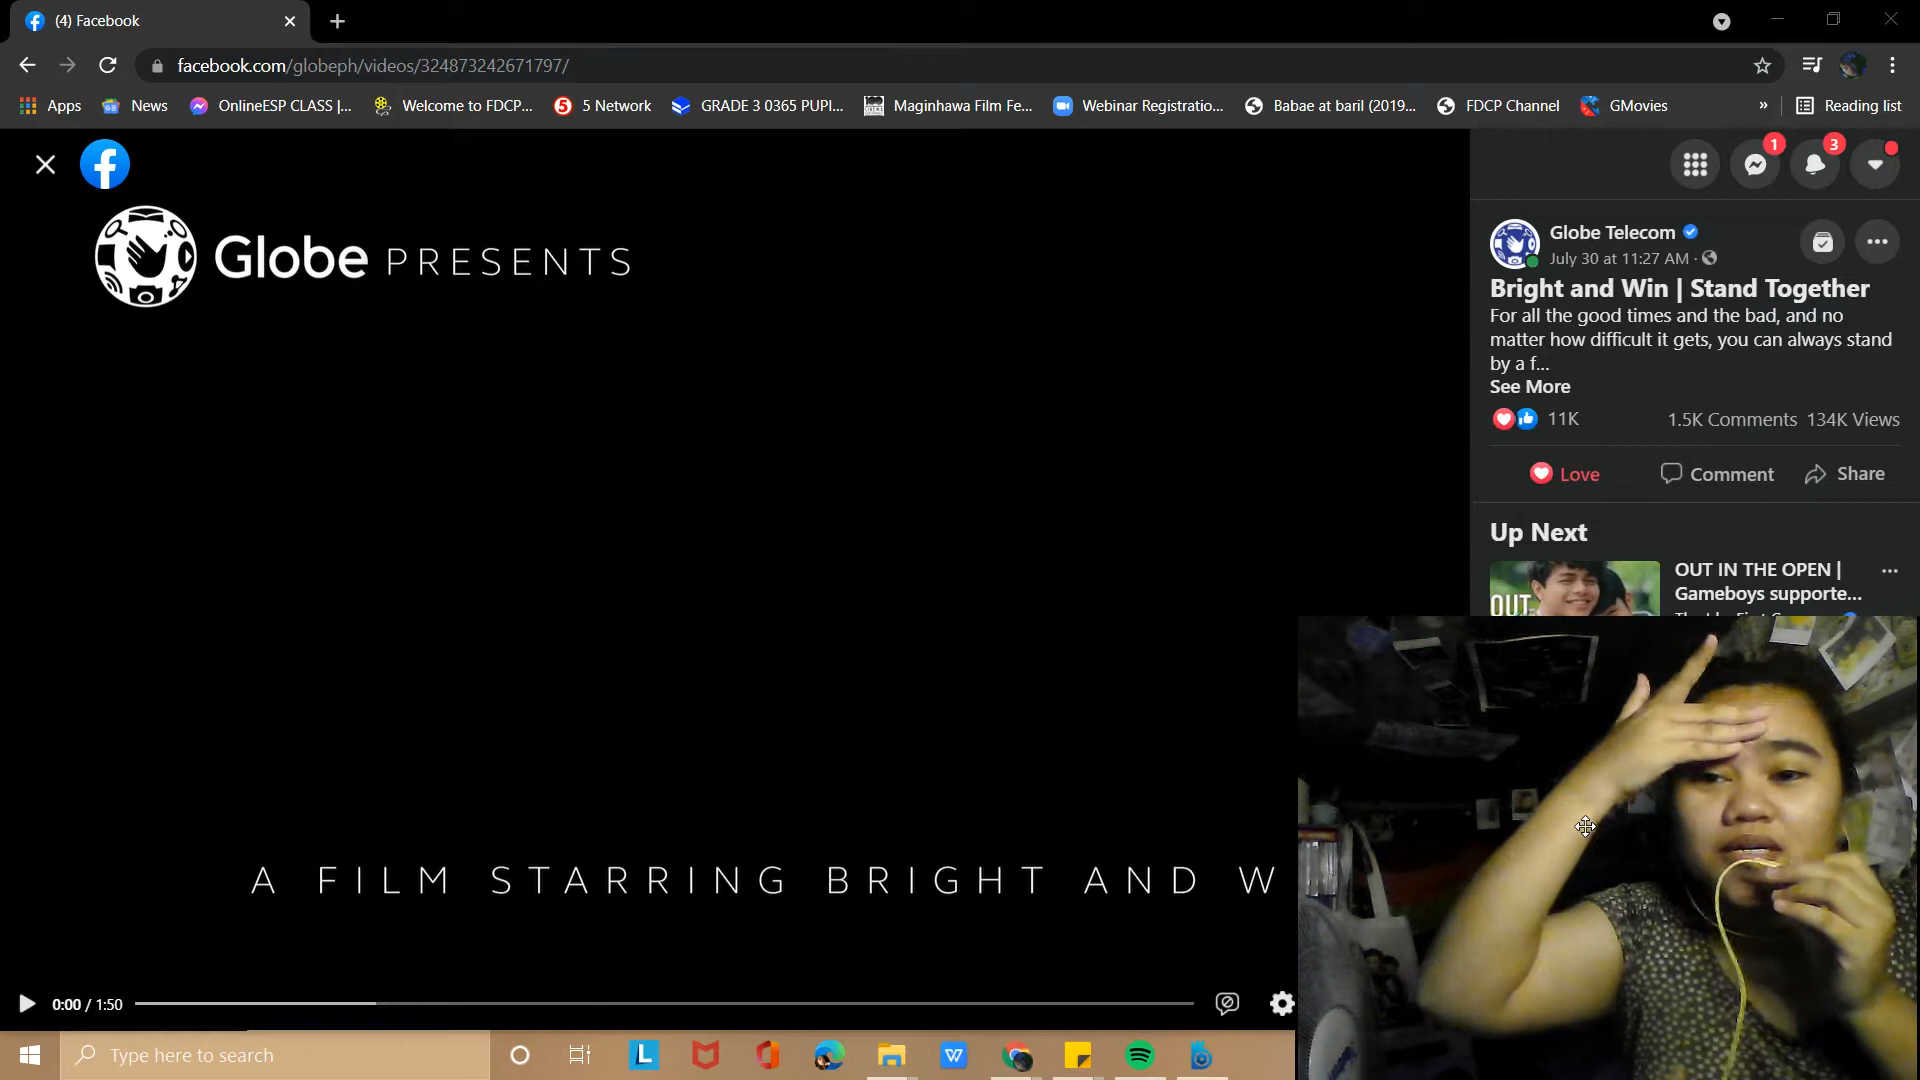 (4) Facebook
facebook.com/globeph/videos/324873242671797/
Apps
News
OnlineESP CLASS |...
Welcome to FDCP...
5 Network
GRADE 3 0365 PUPI...
Maginhawa Film Fe...
Webinar Registratio...
Babae at baril (2019...
FDCP Channel
GMovies
»
Reading list
1
3
Globe PRESENTS
Globe Telecom
July 30 at 11:27 AM ·
Bright and Win | Stand Together
For all the good times and the bad, and no
matter how difficult it gets, you can always stand
by a f...
See More
11K
1.5K Comments 134K Views
Love
Comment
Share
Up Next
OUT
OUT IN THE OPEN |
Gameboys supporte...
A FILM STARRING BRIGHT AND W
0:00 / 1:50
Type here to search